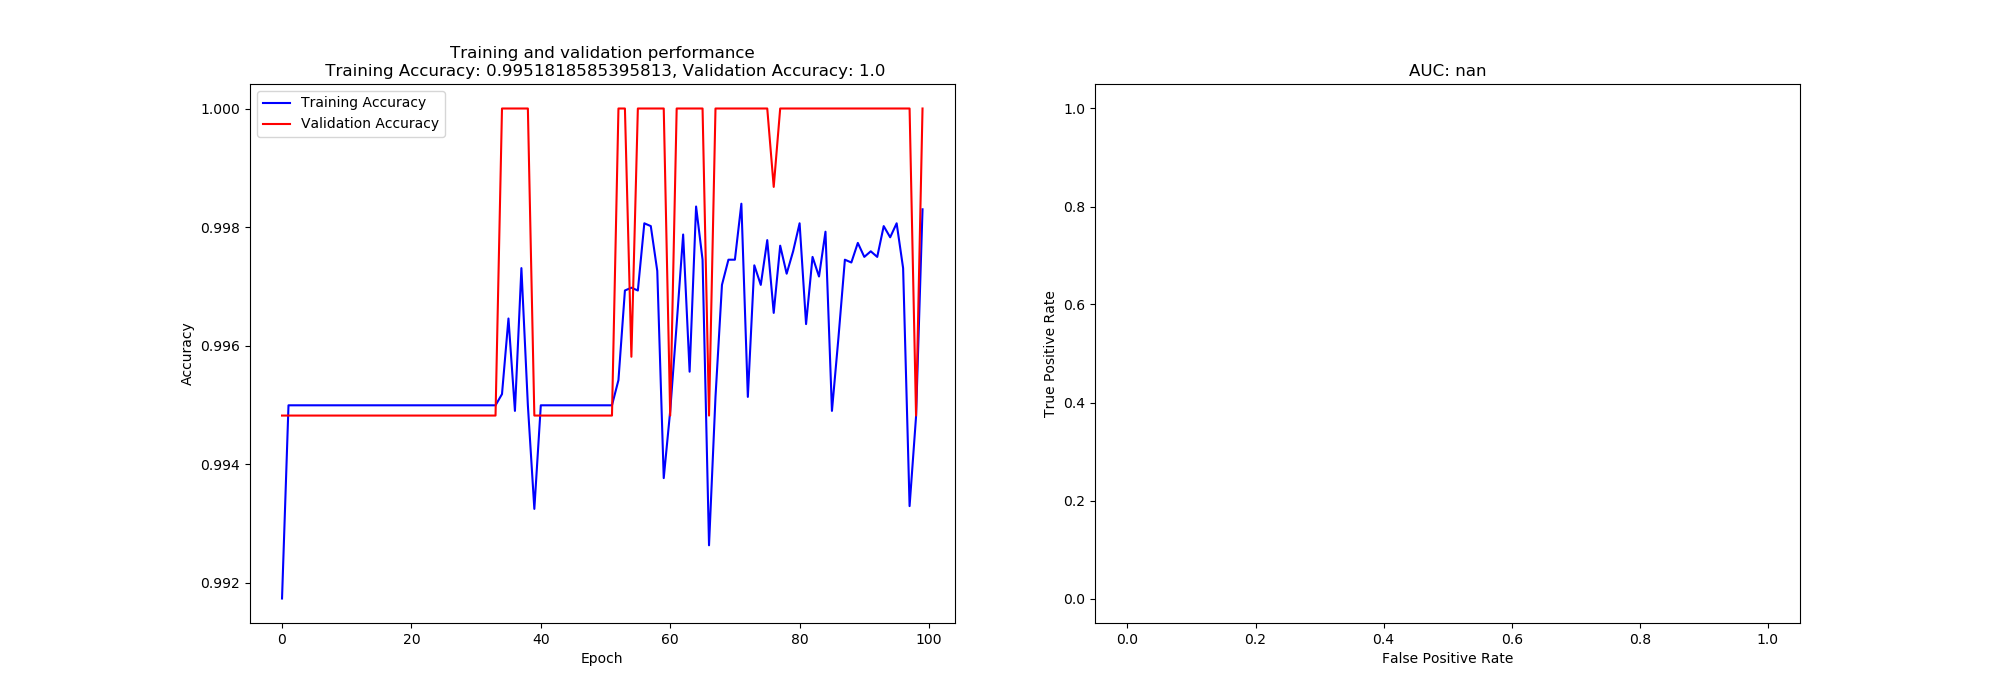 Training and validation performance
Training Accuracy: 0.9951818585395813, Validation Accuracy: 1.0
Training Accuracy
Validation Accuracy
1.000
0.998
0.996
0.994
0.992
Accuracy
0 20 40 60 80 100
Epoch
AUC: nan
1.0
0.8
0.6
0.4
0.2
0.0
True Positive Rate
0.0 0.2 0.4 0.6 0.8 1.0
False Positive Rate